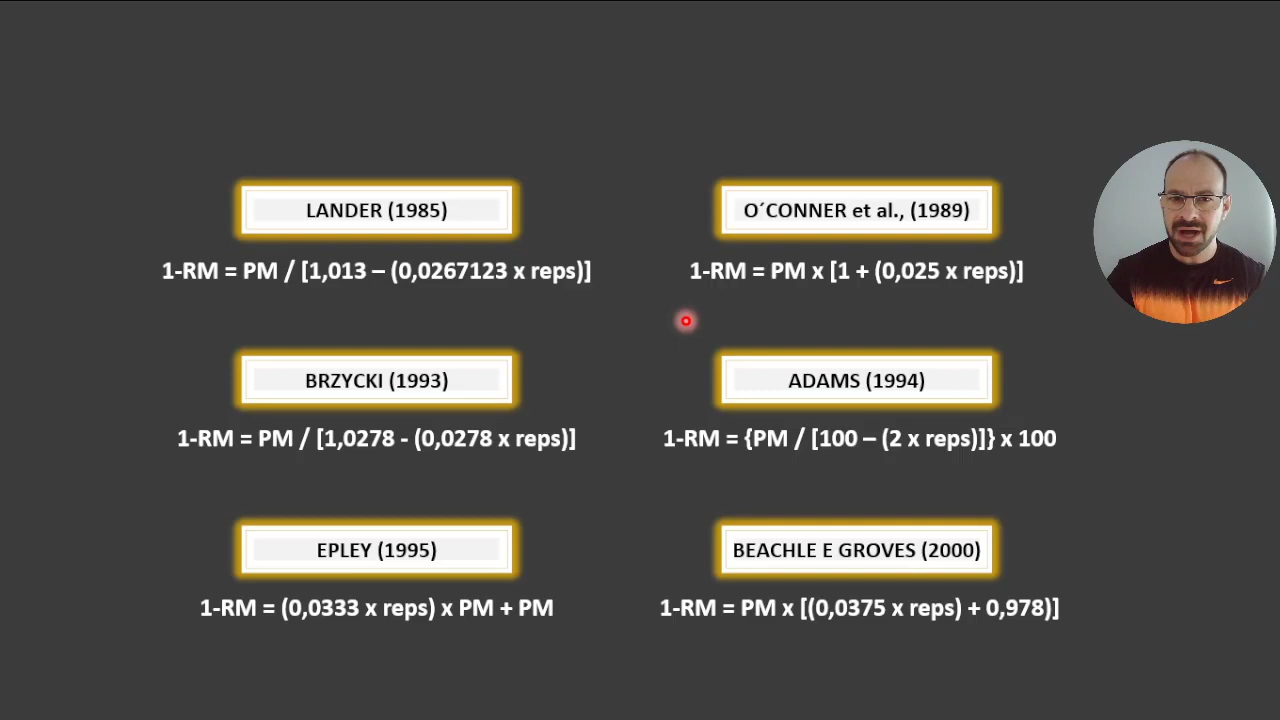 LANDER (1985)
1-RM = PM / [1,013 – (0,0267123 x reps)]
O´CONNER et al., (1989)
1-RM = PM x [1 + (0,025 x reps)]
BRZYCKI (1993)
1-RM = PM / [1,0278 - (0,0278 x reps)]
ADAMS (1994)
1-RM = {PM / [100 – (2 x reps)]} x 100
EPLEY (1995)
1-RM = (0,0333 x reps) x PM + PM
BEACHLE E GROVES (2000)
1-RM = PM x [(0,0375 x reps) + 0,978)]